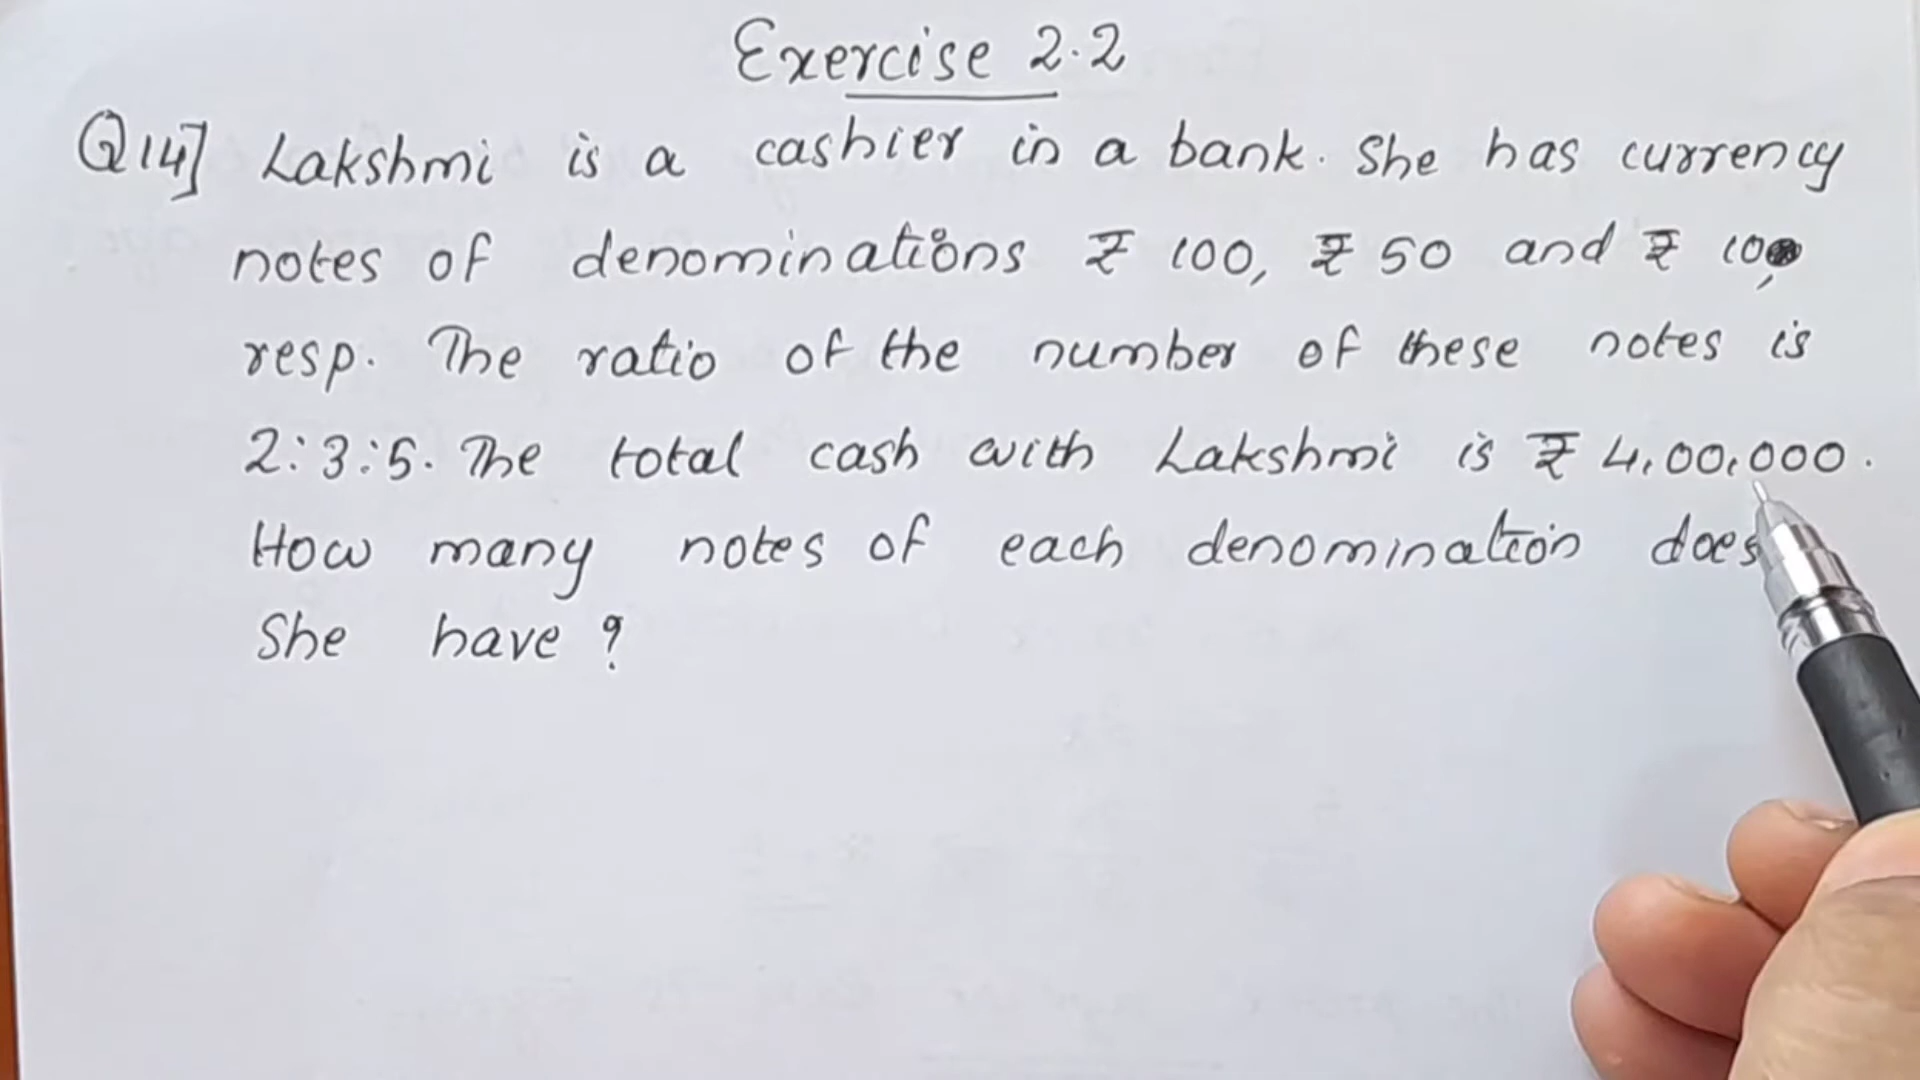 Exercise 2.2
Q14] Lakshmi is a cashier in a bank. She has currency
notes of denominations ₹ 100, ₹ 50 and ₹ 10,
resp. The ratio of the number of these notes is
2:3:5. The total cash with Lakshmi is ₹ 4,00,000.
How many notes of each denomination does
She have?